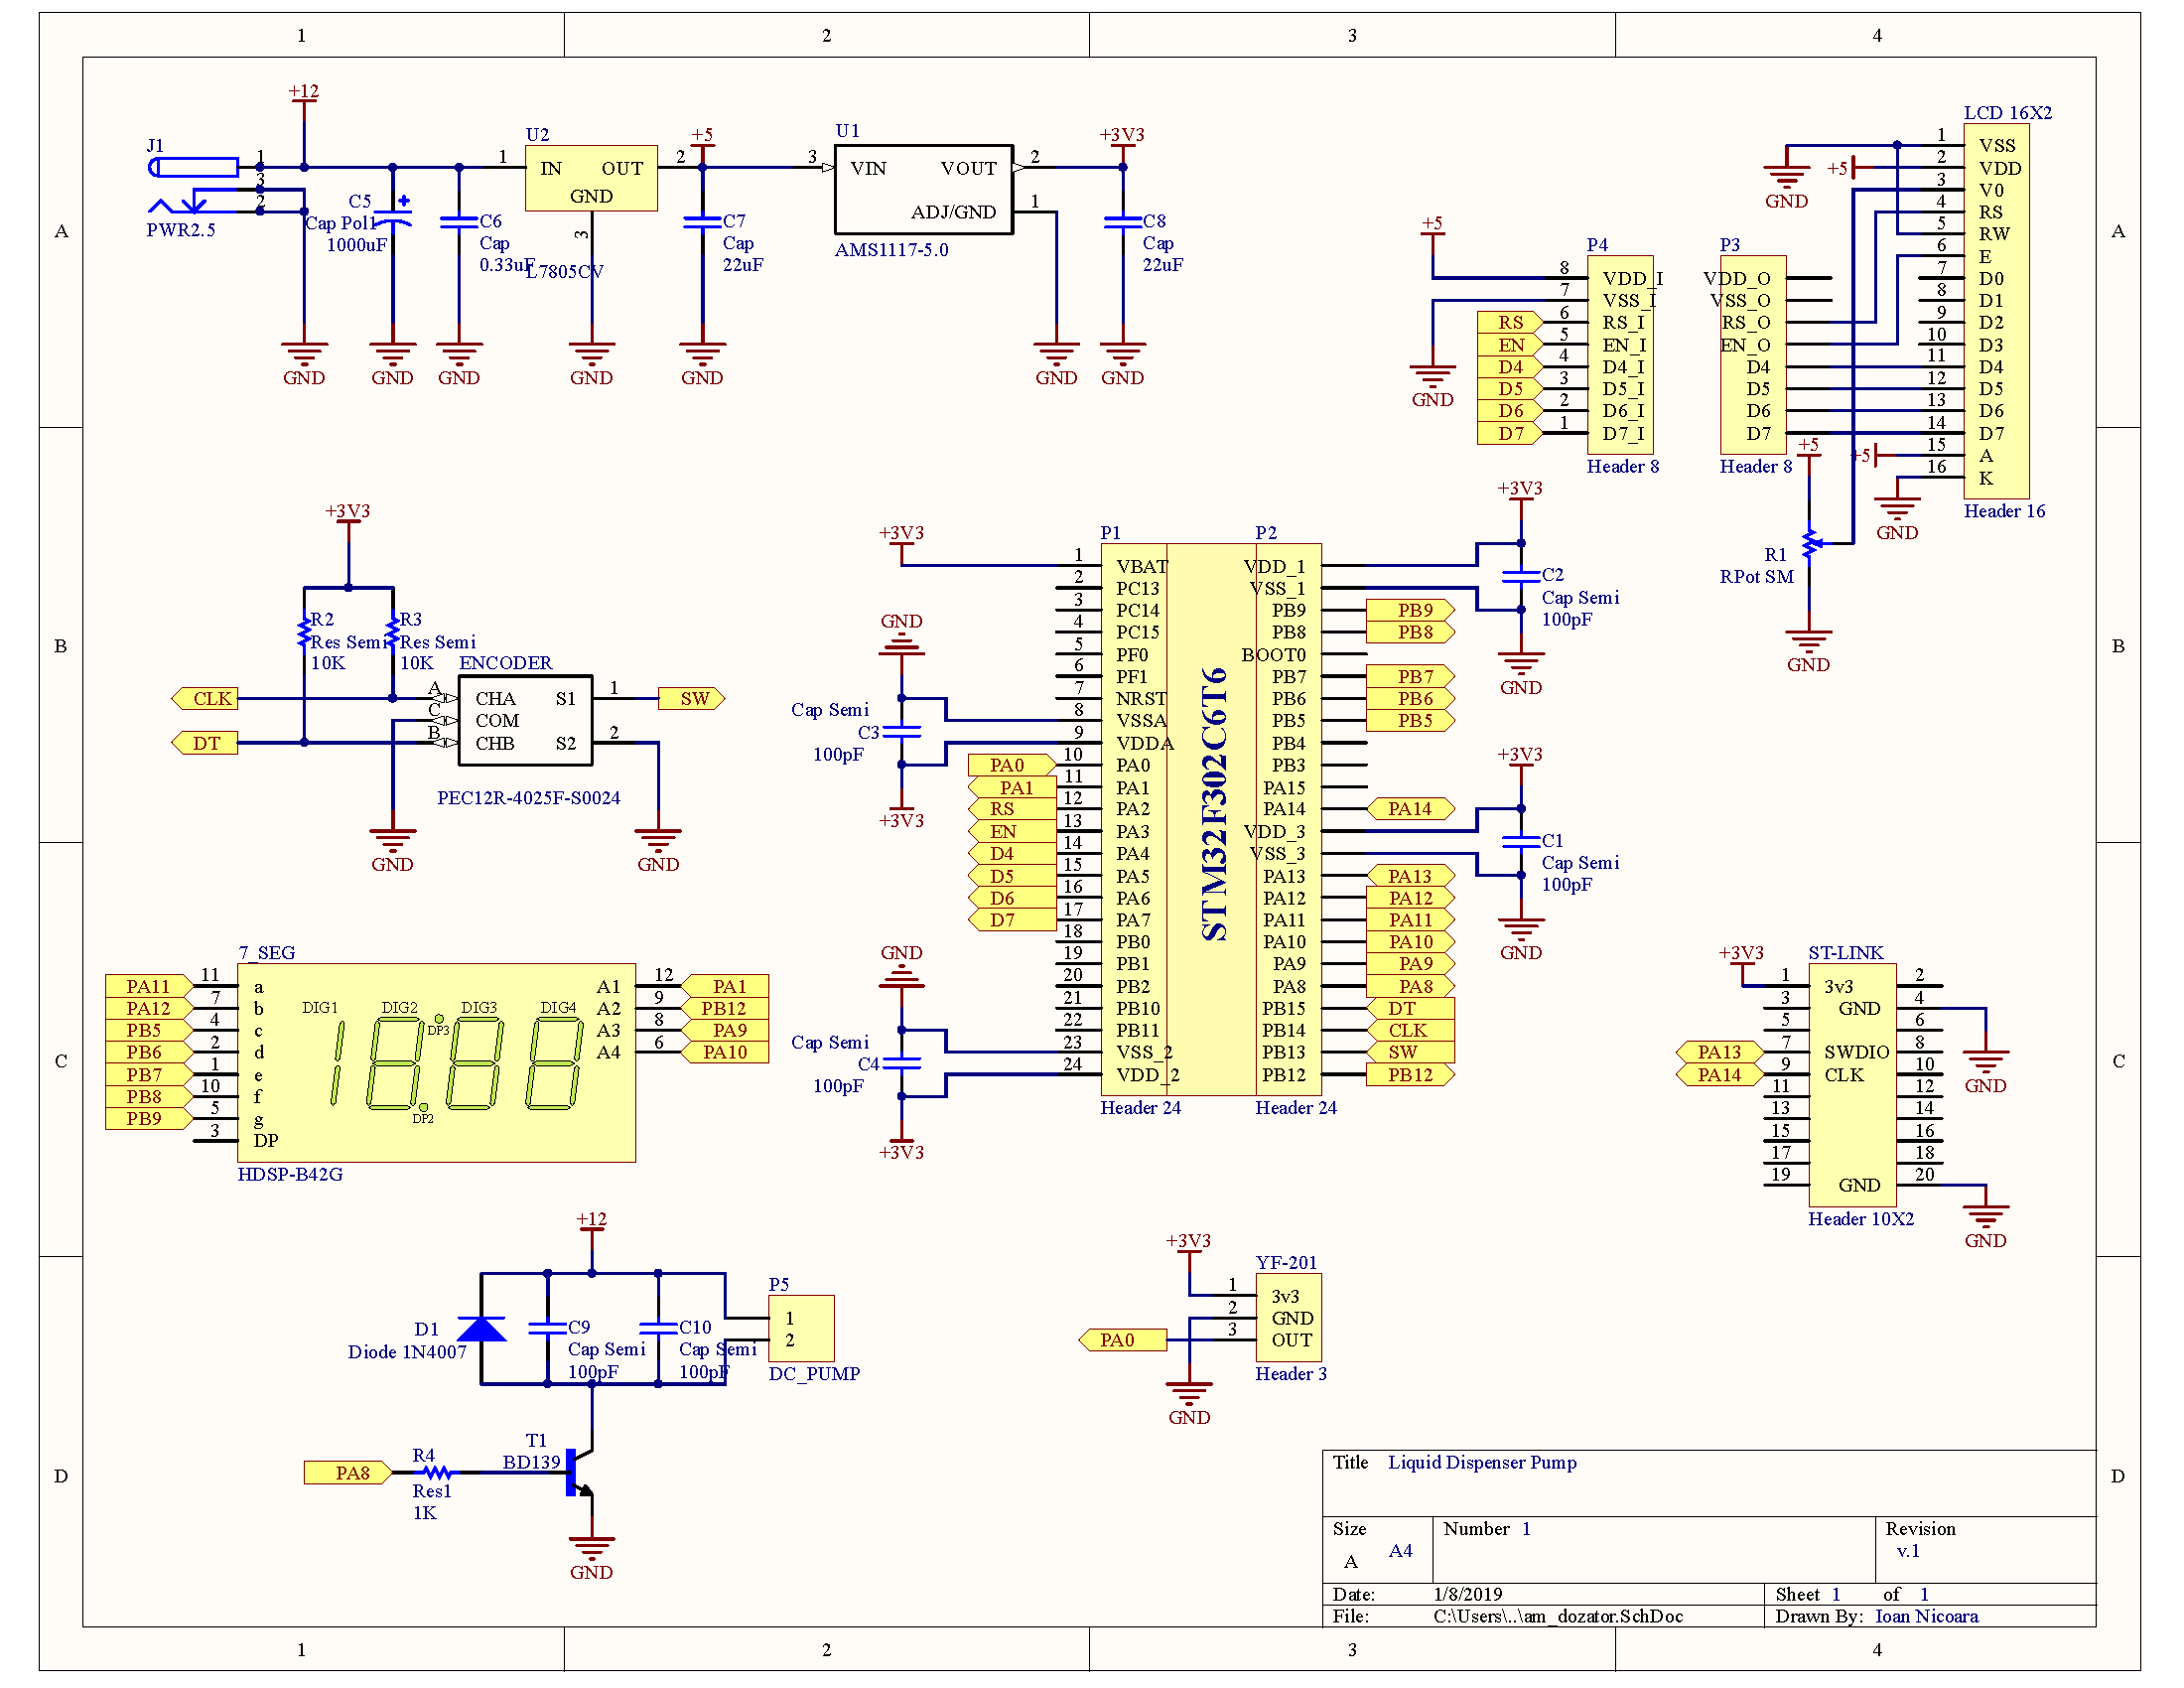 1 2 3 4
A
B
C
D
A
B
C
D
1 2 3 4
+12
J1
1
3
2
PWR2.5
GND
C5
Cap Pol1
1000uF
GND
C6
Cap
0.33uF
GND
U2
1 IN OUT 2
GND
3
L7805CV
GND
+5
C7
Cap
22uF
GND
U1
3 VIN VOUT 2
ADJ/GND 1
AMS1117-5.0
GND
+3V3
C8
Cap
22uF
GND
+5
GND
P4
8 VDD_I
7 VSS_I
RS 6 RS_I
EN 5 EN_I
D4 4 D4_I
D5 3 D5_I
D6 2 D6_I
D7 1 D7_I
Header 8
P3
VDD_O
VSS_O
RS_O
EN_O
D4
D5
D6
D7
Header 8
LCD 16X2
GND
+5
1 VSS
2 VDD
3 V0
4 RS
5 RW
6 E
7 D0
8 D1
9 D2
10 D3
11 D4
12 D5
13 D6
14 D7
15 A
16 K
Header 16
+5
+5
GND
R1
RPot SM
GND
+3V3
R2
Res Semi
10K
R3
Res Semi
10K
ENCODER
CLK A CHA S1 1 SW
C COM
DT B CHB S2 2
PEC12R-4025F-S0024
GND
GND
+3V3
GND
Cap Semi
C3
100pF
+3V3
GND
Cap Semi
C4
100pF
+3V3
P1
1 VBAT
2 PC13
3 PC14
4 PC15
5 PF0
6 PF1
7 NRST
8 VSSA
9 VDDA
PA0 10 PA0
PA1 11 PA1
RS 12 PA2
EN 13 PA3
D4 14 PA4
D5 15 PA5
D6 16 PA6
D7 17 PA7
18 PB0
19 PB1
20 PB2
21 PB10
22 PB11
23 VSS_2
24 VDD_2
Header 24
STM32F302C6T6
P2
VDD_1
VSS_1
PB9 PB9
PB8 PB8
BOOT0
PB7 PB7
PB6 PB6
PB5 PB5
PB4
PB3
PA15
PA14 PA14
VDD_3
VSS_3
PA13 PA13
PA12 PA12
PA11 PA11
PA10 PA10
PA9 PA9
PA8 PA8
PB15 DT
PB14 CLK
PB13 SW
PB12 PB12
Header 24
+3V3
C2
Cap Semi
100pF
GND
+3V3
C1
Cap Semi
100pF
GND
7_SEG
PA11 11 a
PA12 7 b
PB5 4 c
PB6 2 d
PB7 1 e
PB8 10 f
PB9 5 g
3 DP
DIG1 DIG2 DIG3 DIG4
DP3
DP2
A1 12 PA1
A2 9 PB12
A3 8 PA9
A4 6 PA10
HDSP-B42G
ST-LINK
+3V3
1 3v3 2
3 GND 4
5 6
PA13 7 SWDIO 8
PA14 9 CLK 10
11 12
13 14
15 16
17 18
19 GND 20
Header 10X2
GND
GND
+12
D1
Diode 1N4007
C9
Cap Semi
100pF
C10
Cap Semi
100pF
P5
1
2
DC_PUMP
PA8
R4
Res1
1K
T1
BD139
GND
+3V3
YF-201
1 3v3
2 GND
PA0 3 OUT
Header 3
GND
Title Liquid Dispenser Pump
Size Number 1 Revision
A A4 v.1
Date: 1/8/2019 Sheet 1 of 1
File: C:\Users\..\am_dozator.SchDoc Drawn By: Ioan Nicoara